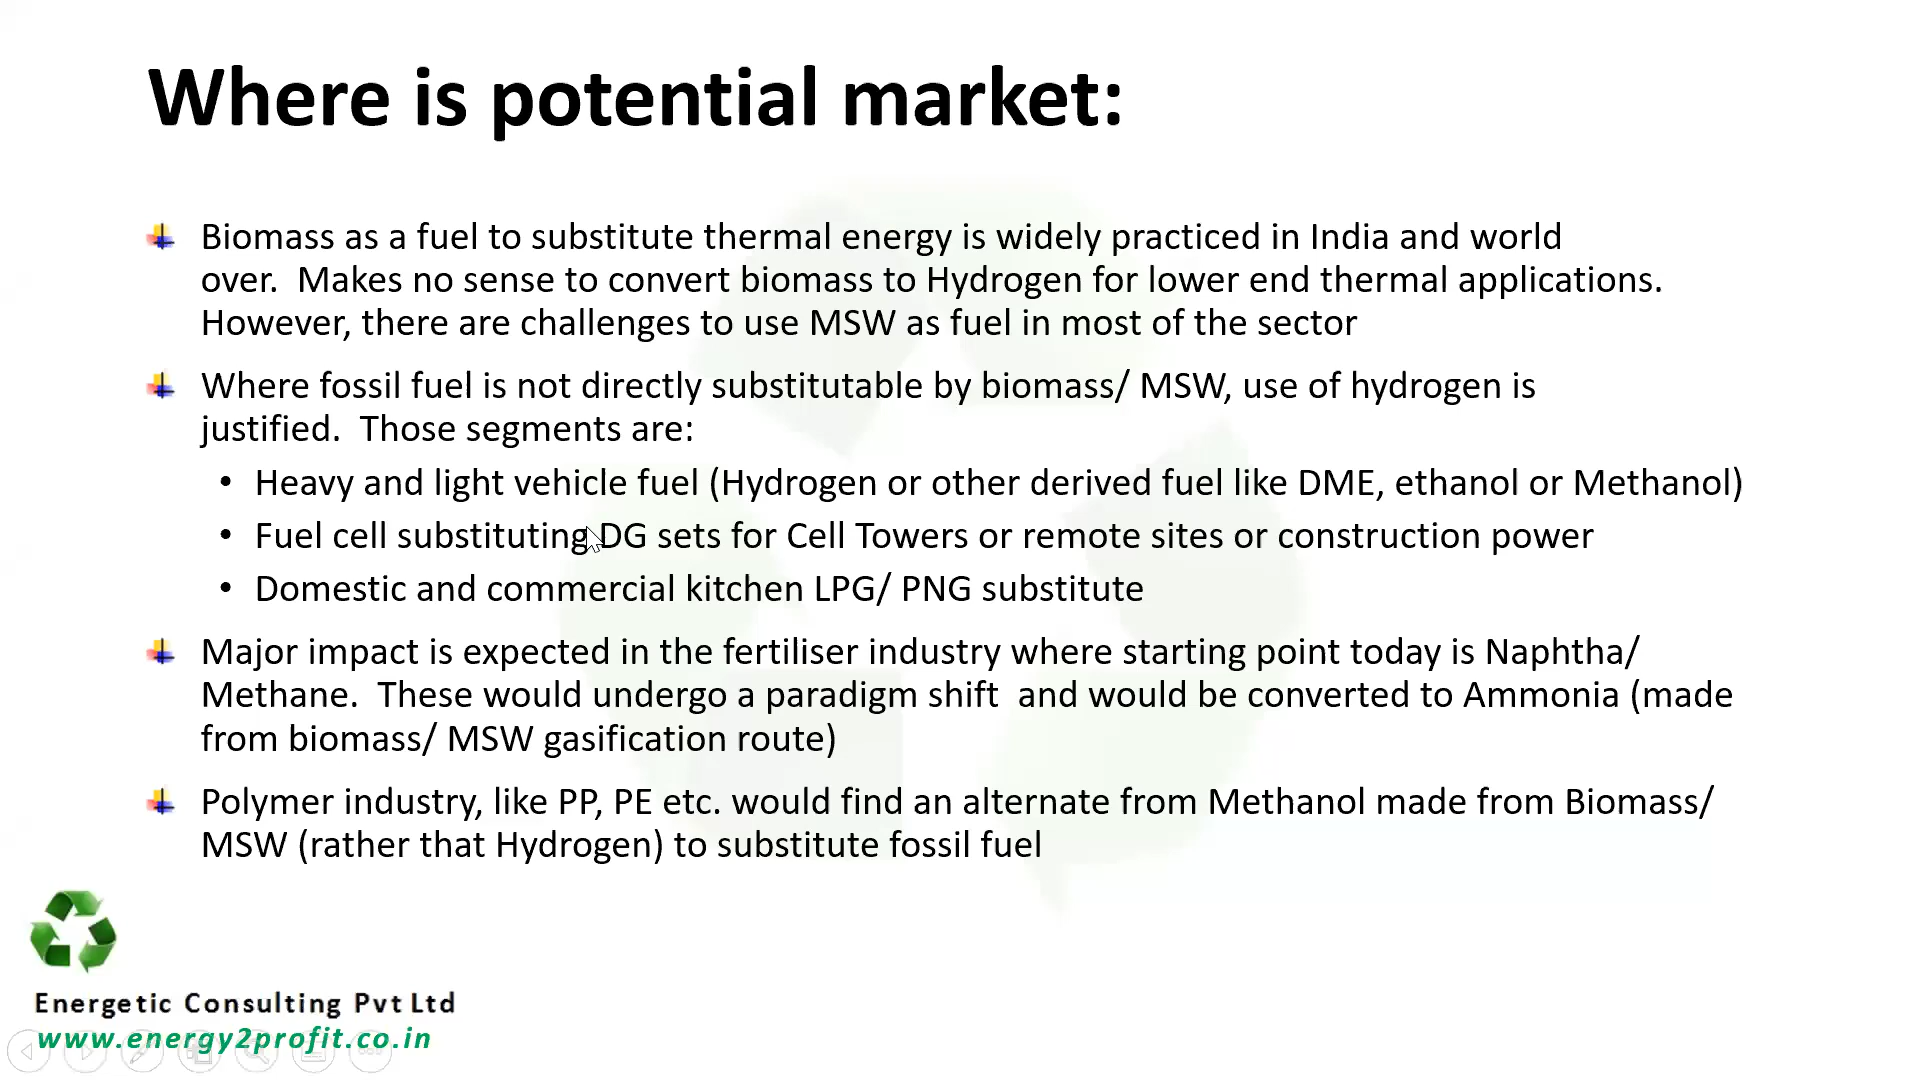 Where is potential market:
Biomass as a fuel to substitute thermal energy is widely practiced in India and world
over.  Makes no sense to convert biomass to Hydrogen for lower end thermal applications.
However, there are challenges to use MSW as fuel in most of the sector
Where fossil fuel is not directly substitutable by biomass/ MSW, use of hydrogen is
justified.  Those segments are:
• Heavy and light vehicle fuel (Hydrogen or other derived fuel like DME, ethanol or Methanol)
• Fuel cell substituting DG sets for Cell Towers or remote sites or construction power
• Domestic and commercial kitchen LPG/ PNG substitute
Major impact is expected in the fertiliser industry where starting point today is Naphtha/
Methane.  These would undergo a paradigm shift  and would be converted to Ammonia (made
from biomass/ MSW gasification route)
Polymer industry, like PP, PE etc. would find an alternate from Methanol made from Biomass/
MSW (rather that Hydrogen) to substitute fossil fuel
Energetic Consulting Pvt Ltd
www.energy2profit.co.in